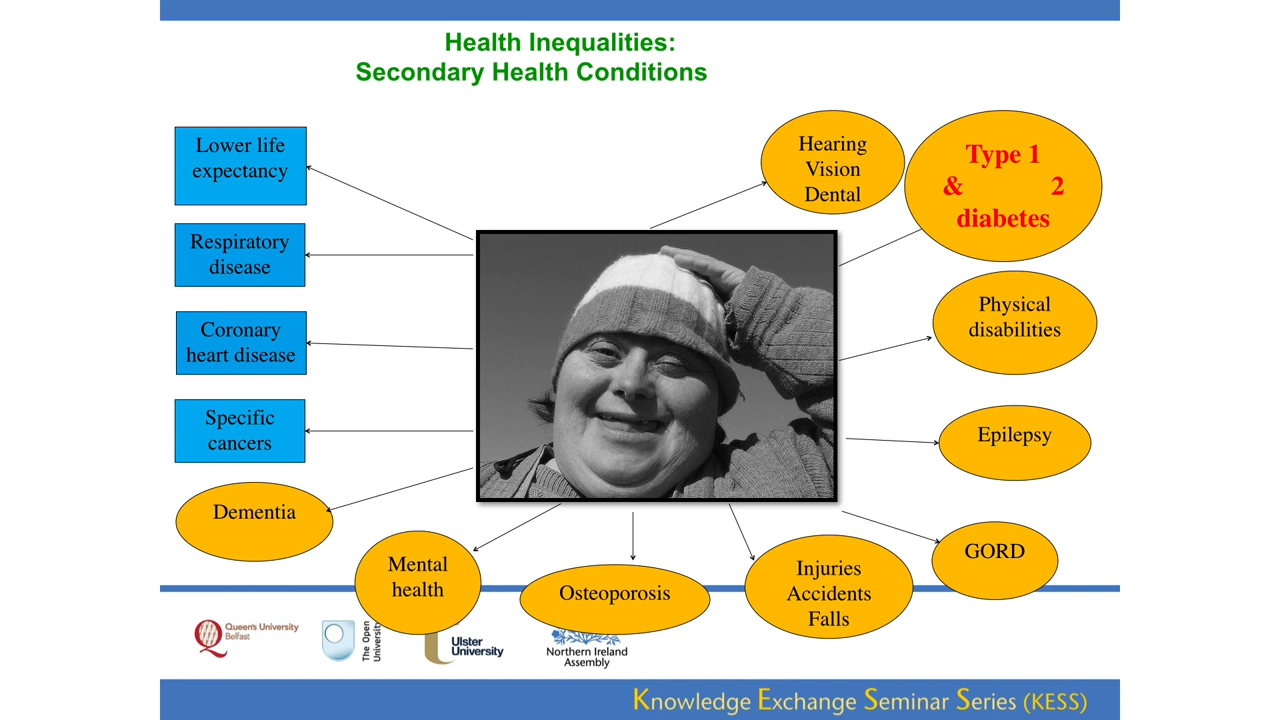 Health Inequalities:
Secondary Health Conditions
Lower life
expectancy
Respiratory
disease
Coronary
heart disease
Specific
cancers
Dementia
Mental
health
Osteoporosis
Injuries
Accidents
Falls
GORD
Epilepsy
Physical
disabilities
Type 1
& 2
diabetes
Hearing
Vision
Dental
Queen's University
Belfast
The Open
University
Ulster
University
Northern Ireland
Assembly
Knowledge Exchange Seminar Series (KESS)